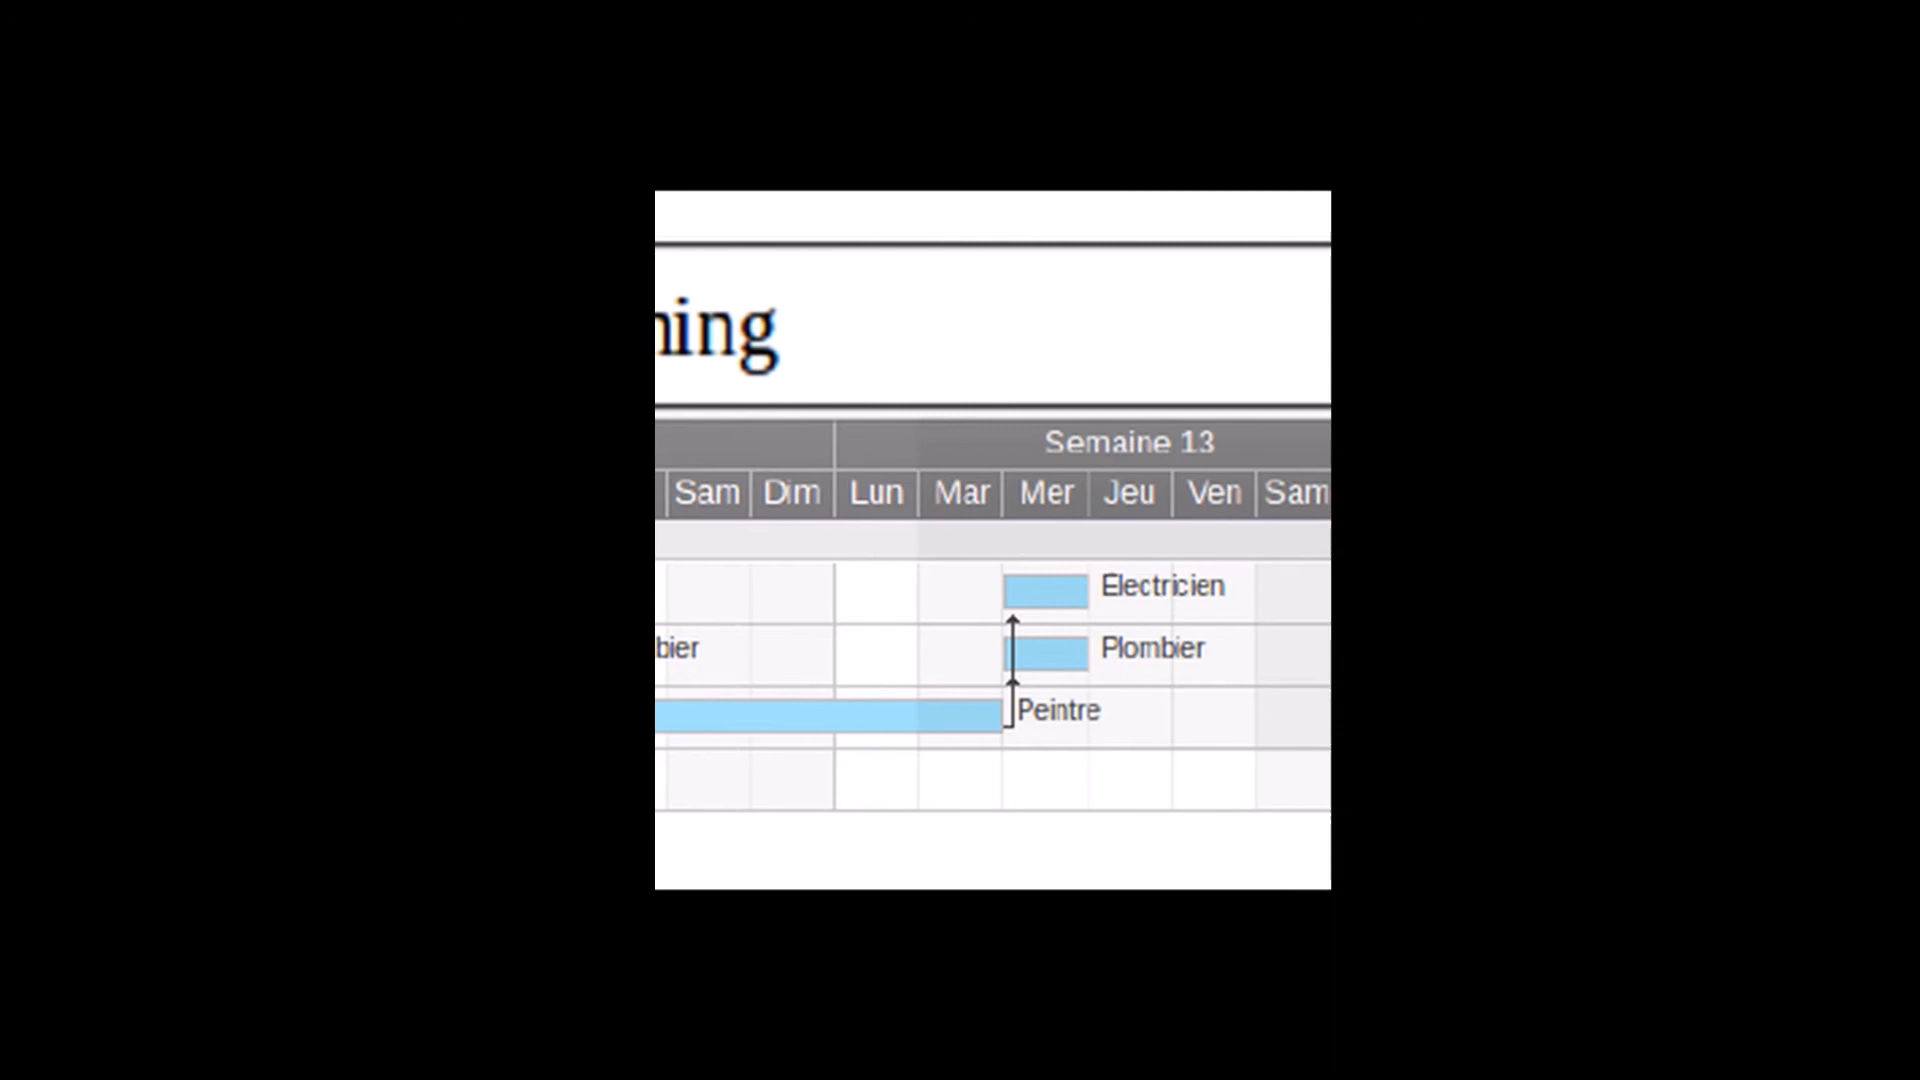 ning
Semaine 13
Sam Dim Lun Mar Mer Jeu Ven Sam
Electricien
bier Plombier
Peintre